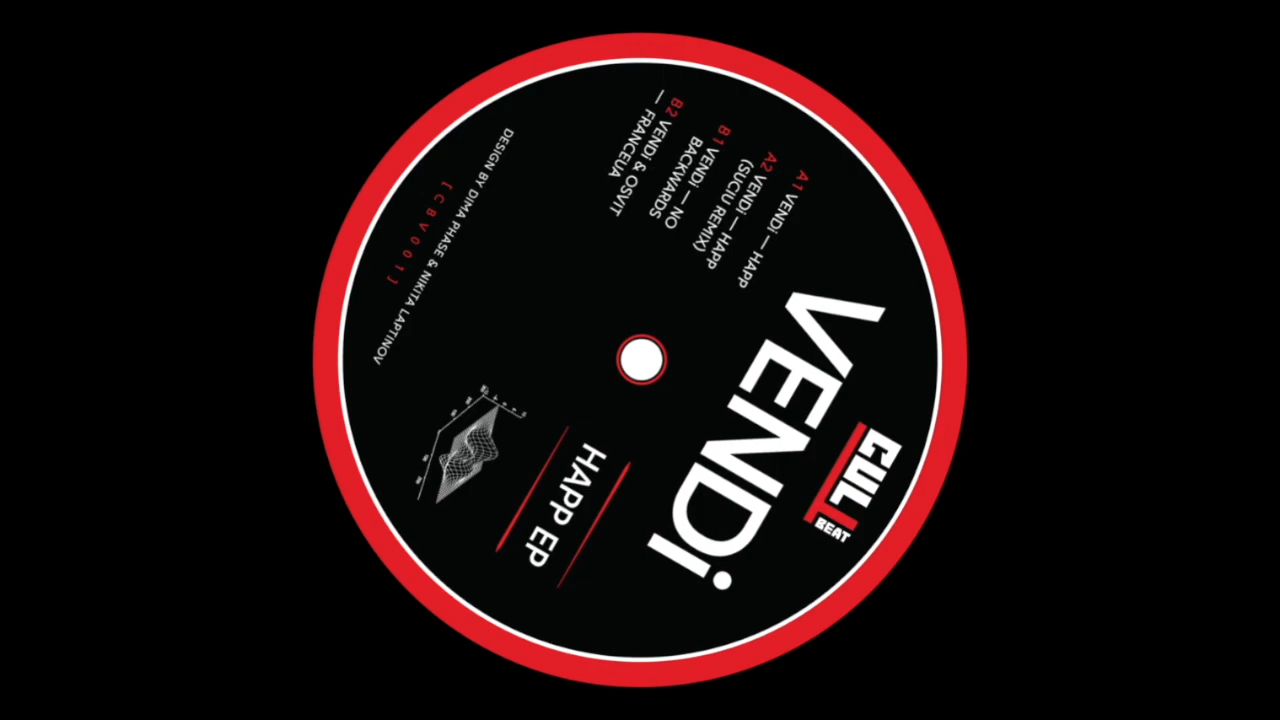 BEAT
VENDi
A1 VENDi — HAPP
A2 VENDi — HAPP
(SUCIU REMIX)
B1 VENDi — NO
BACKWARDS
B2 VENDi & OSVIT
— FRANCEUA
HAPP EP
[CBV001]
DESIGN BY DIMA PHASE & NIKITA LAPTINOV